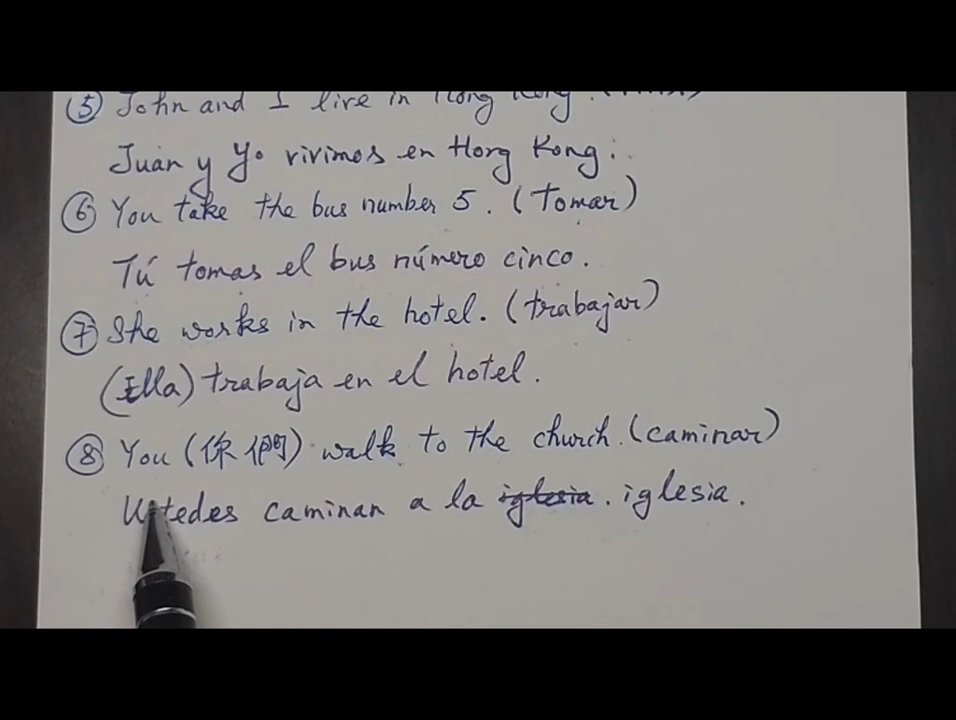 ⑤ John and I live in Hong Kong.
Juan y Yo vivimos en Hong Kong.
⑥ You take the bus number 5. (Tomar)
Tú tomas el bus número cinco.
⑦ She works in the hotel. (trabajar)
(Ella) trabaja en el hotel.
⑧ You (你們) walk to the church. (caminar)
Ustedes caminan a la iglesia. iglesia.